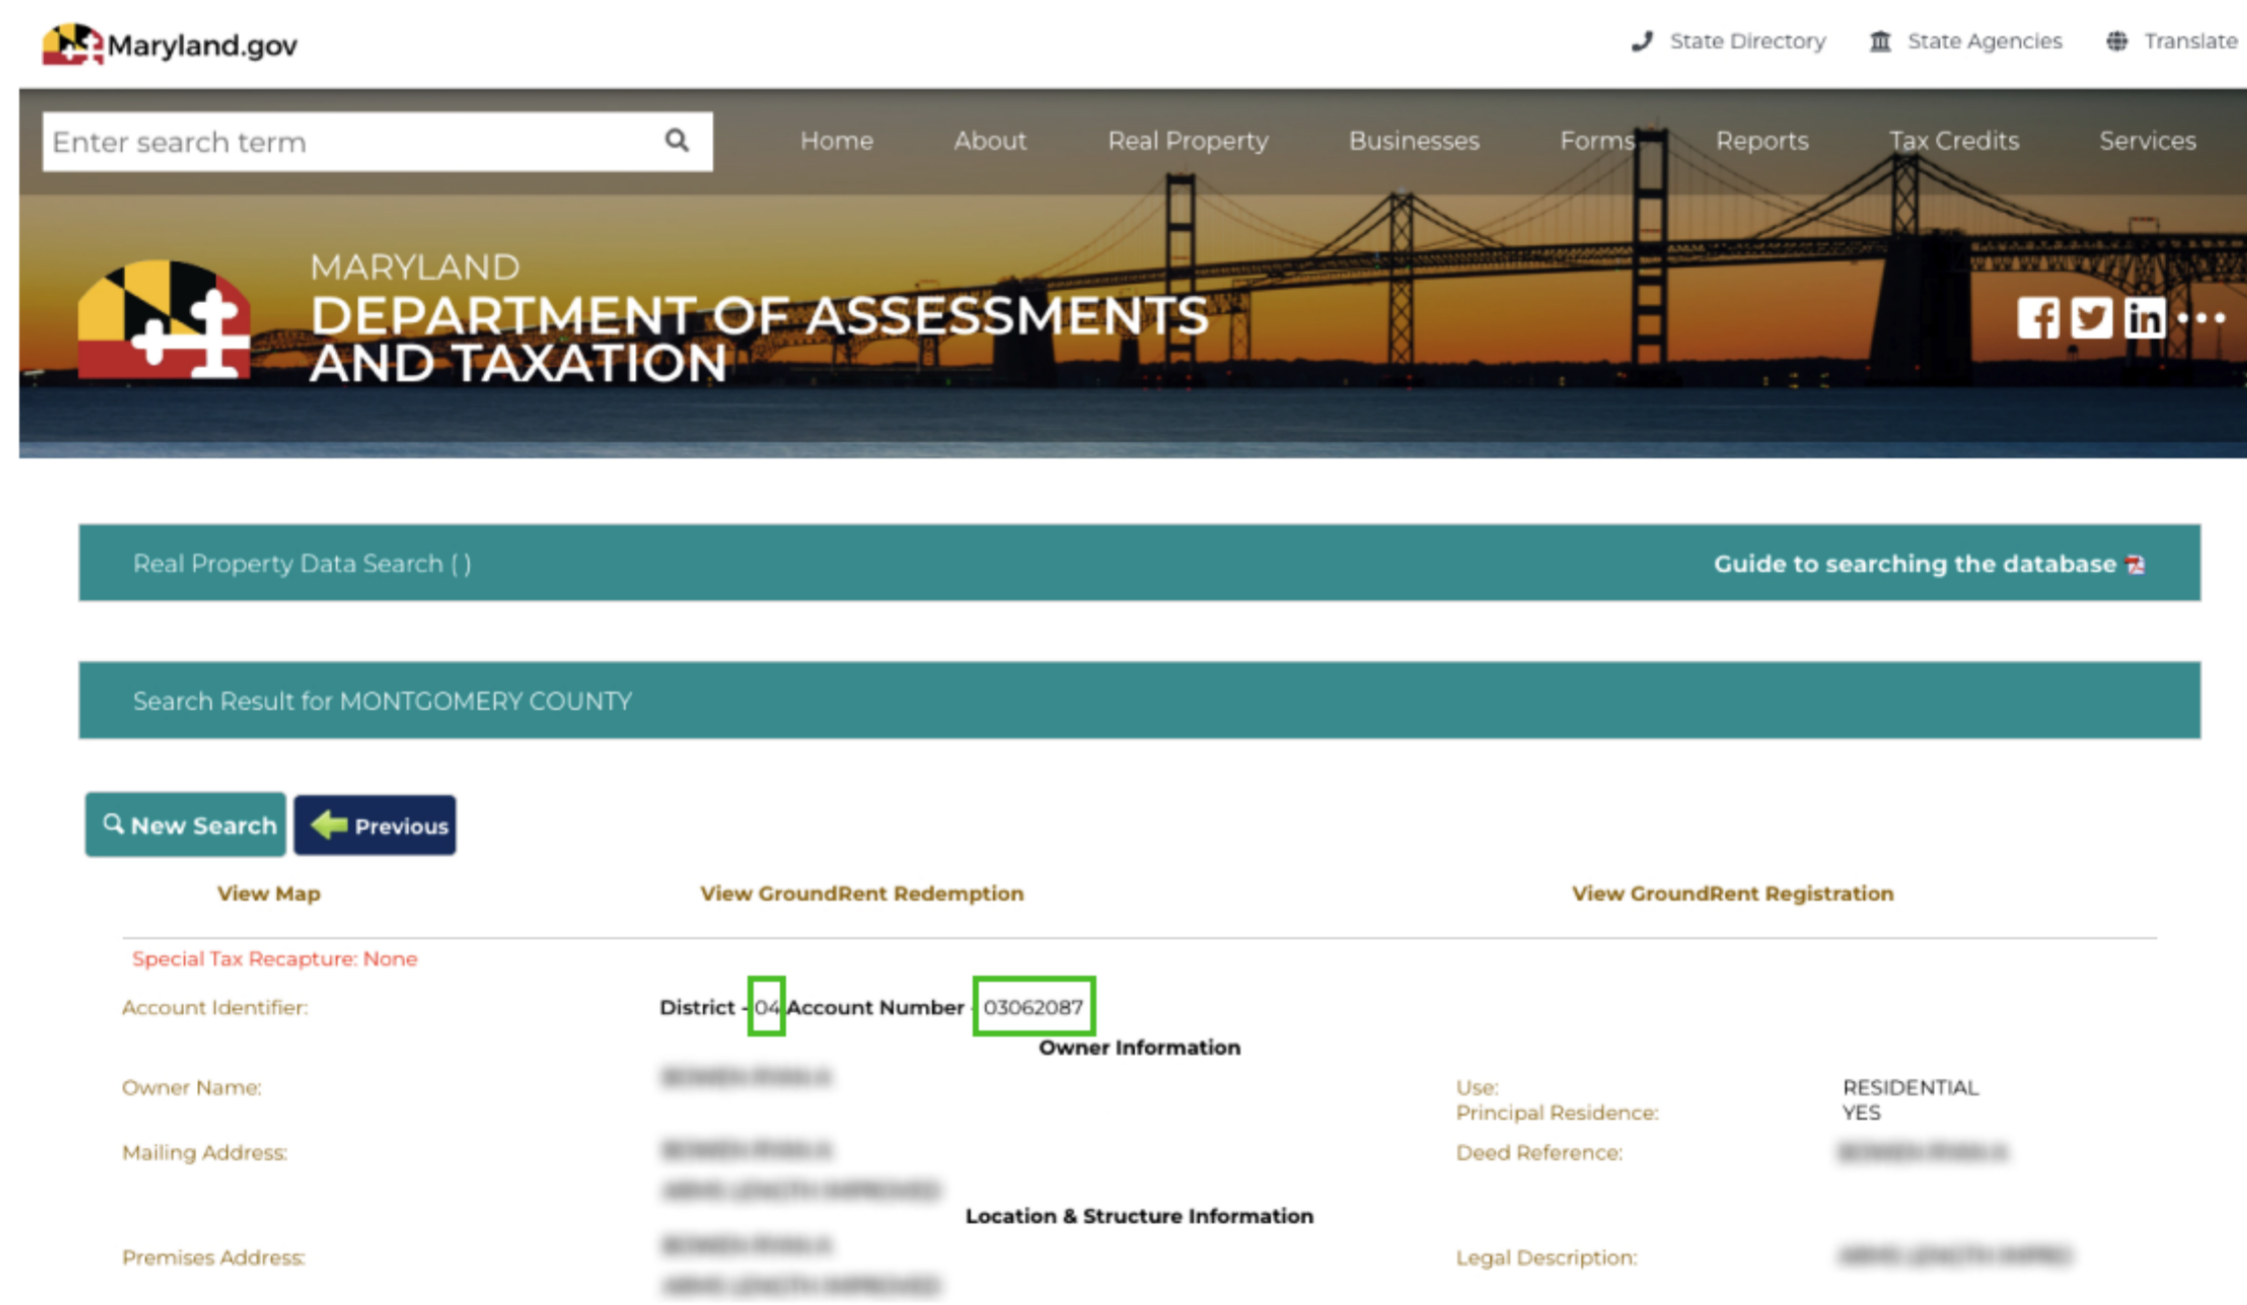 Maryland.gov
State Directory State Agencies Translate
Enter search term
Home About Real Property Businesses Forms Reports Tax Credits Services
MARYLAND
DEPARTMENT OF ASSESSMENTS
AND TAXATION
Real Property Data Search ( ) Guide to searching the database
Search Result for MONTGOMERY COUNTY
New Search Previous
View Map View GroundRent Redemption View GroundRent Registration
Special Tax Recapture: None
Account Identifier: District - 04 Account Number - 03062087
Owner Information
Owner Name: Use: RESIDENTIAL
Principal Residence: YES
Mailing Address: Deed Reference:
Location & Structure Information
Premises Address: Legal Description: